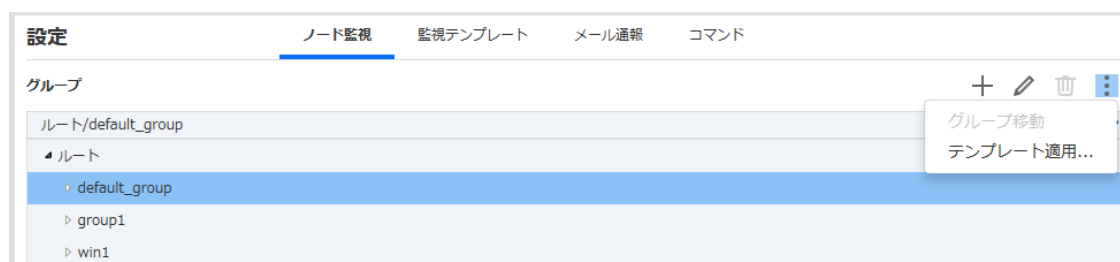 設定 ノード監視 監視テンプレート メール通報 コマンド
グループ
ルート/default_group
グループ移動
テンプレート適用...
ルート
default_group
group1
win1